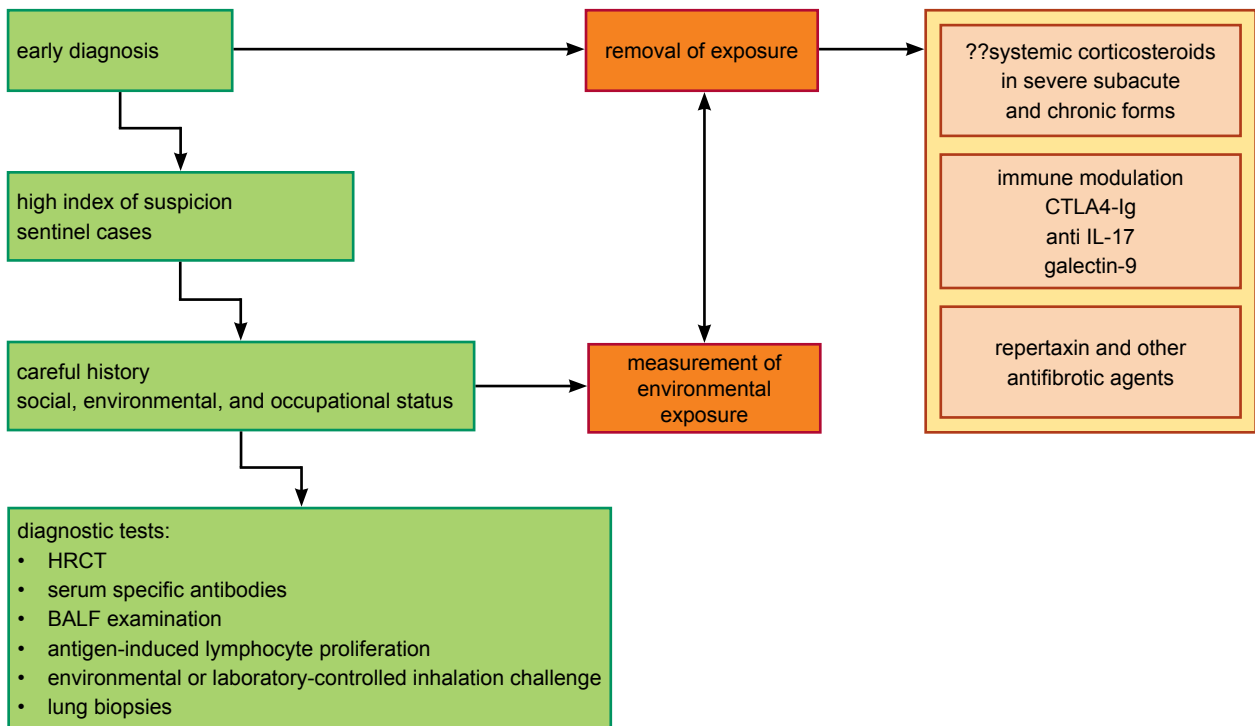 early diagnosis
removal of exposure
??systemic corticosteroids
in severe subacute
and chronic forms
high index of suspicion
sentinel cases
immune modulation
CTLA4-Ig
anti IL-17
galectin-9
careful history
social, environmental, and occupational status
measurement of
environmental
exposure
repertaxin and other
antifibrotic agents
diagnostic tests:
• HRCT
• serum specific antibodies
• BALF examination
• antigen-induced lymphocyte proliferation
• environmental or laboratory-controlled inhalation challenge
• lung biopsies